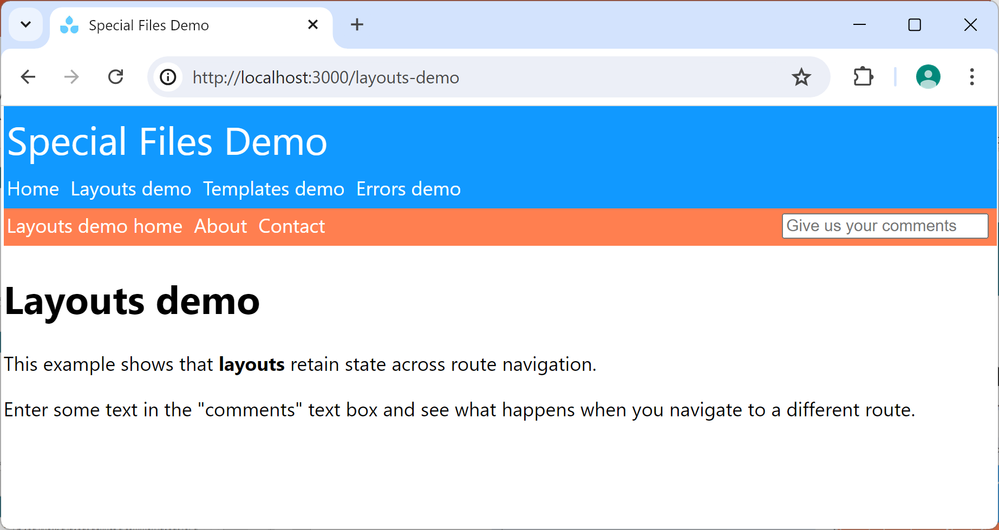 Special Files Demo
http://localhost:3000/layouts-demo
Special Files Demo
Home Layouts demo Templates demo Errors demo
Layouts demo home About Contact Give us your comments
Layouts demo
This example shows that layouts retain state across route navigation.
Enter some text in the "comments" text box and see what happens when you navigate to a different route.